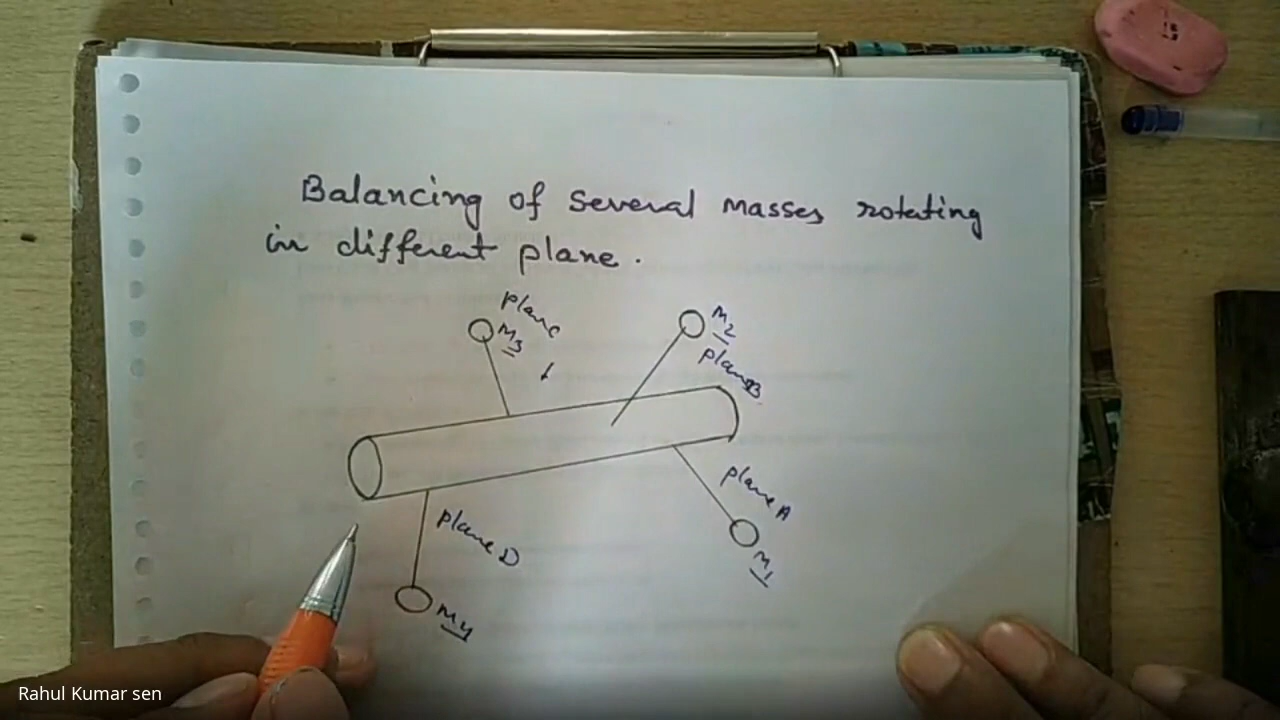 Balancing of several masses rotating
in different plane.
plane
M3
M2
plane B
plane A
M1
plane D
M4
Rahul Kumar sen